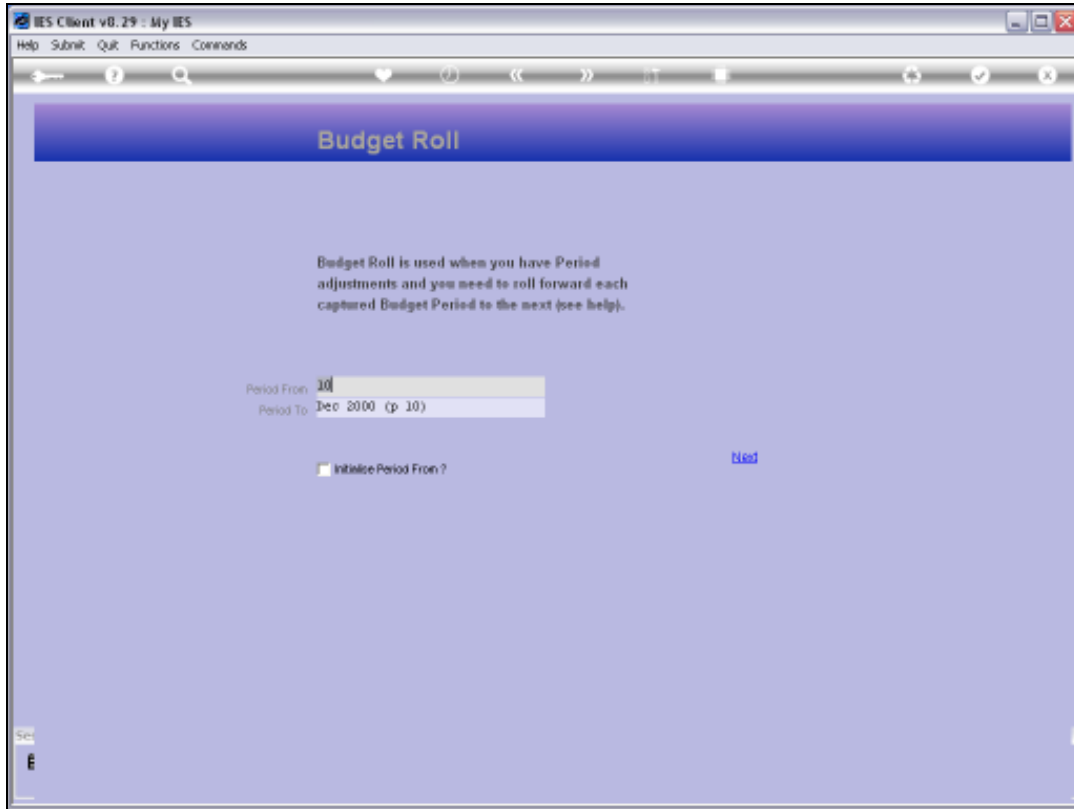 IES Client v8.29 : My IES
Help Submit Quit Functions Commands
Budget Roll
Budget Roll is used when you have Period
adjustments and you need to roll forward each
captured Budget Period to the next (see help).
Period From 10
Period To Dec 2000 (p 10)
Initialise Period From ?
Next